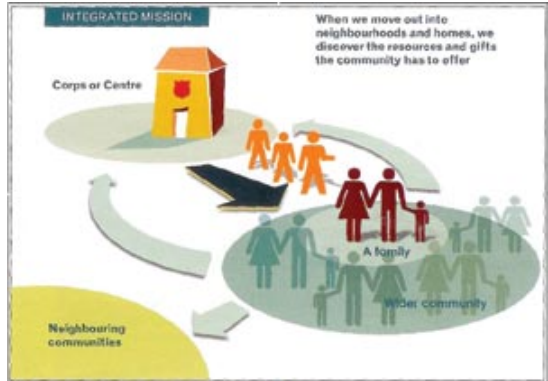 INTEGRATED MISSION
When we move out into
neighbourhoods and homes, we
discover the resources and gifts
the community has to offer
Corps or Centre
A family
Wider community
Neighbouring
communities